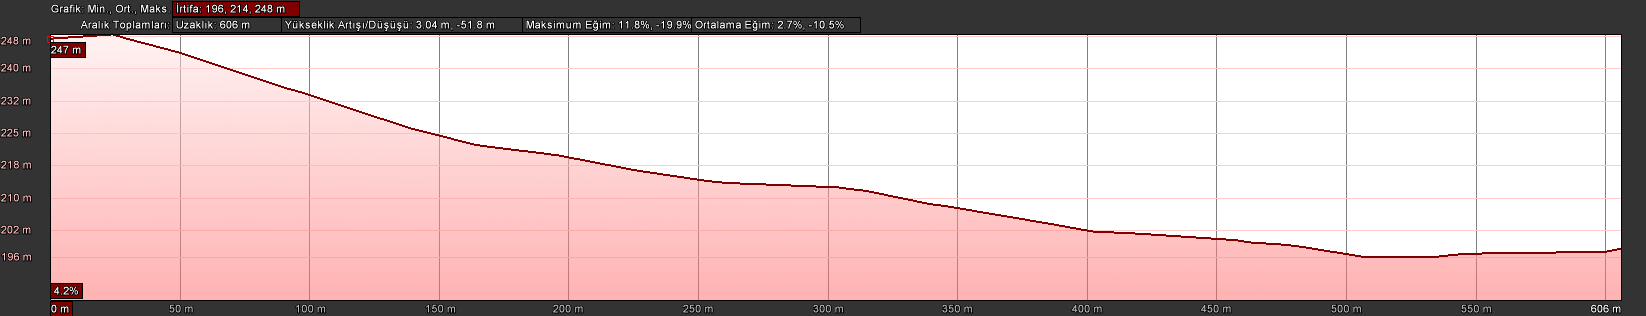 Grafik: Min., Ort., Maks. İrtifa: 196, 214, 248 m
Aralık Toplamları: Uzaklık: 606 m Yükseklik Artışı/Düşüşü: 3.04 m, -51.8 m Maksimum Eğim: 11.8%, -19.9% Ortalama Eğim: 2.7%, -10.5%
248 m
247 m
240 m
232 m
225 m
218 m
210 m
202 m
196 m
4.2%
0 m 50 m 100 m 150 m 200 m 250 m 300 m 350 m 400 m 450 m 500 m 550 m 606 m